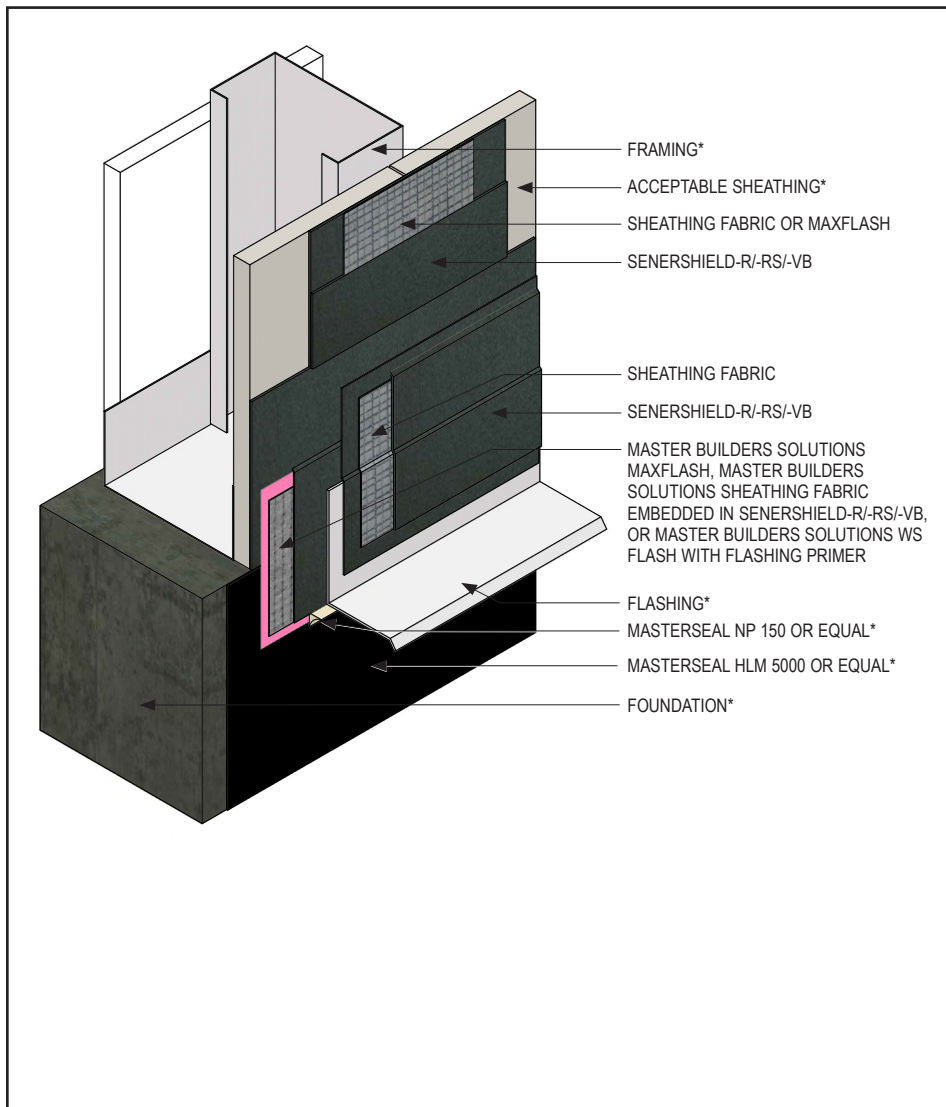 FRAMING*
ACCEPTABLE SHEATHING*
SHEATHING FABRIC OR MAXFLASH
SENERSHIELD-R/-RS/-VB
SHEATHING FABRIC
SENERSHIELD-R/-RS/-VB
MASTER BUILDERS SOLUTIONS
MAXFLASH, MASTER BUILDERS
SOLUTIONS SHEATHING FABRIC
EMBEDDED IN SENERSHIELD-R/-RS/-VB,
OR MASTER BUILDERS SOLUTIONS WS
FLASH WITH FLASHING PRIMER
FLASHING*
MASTERSEAL NP 150 OR EQUAL*
MASTERSEAL HLM 5000 OR EQUAL*
FOUNDATION*